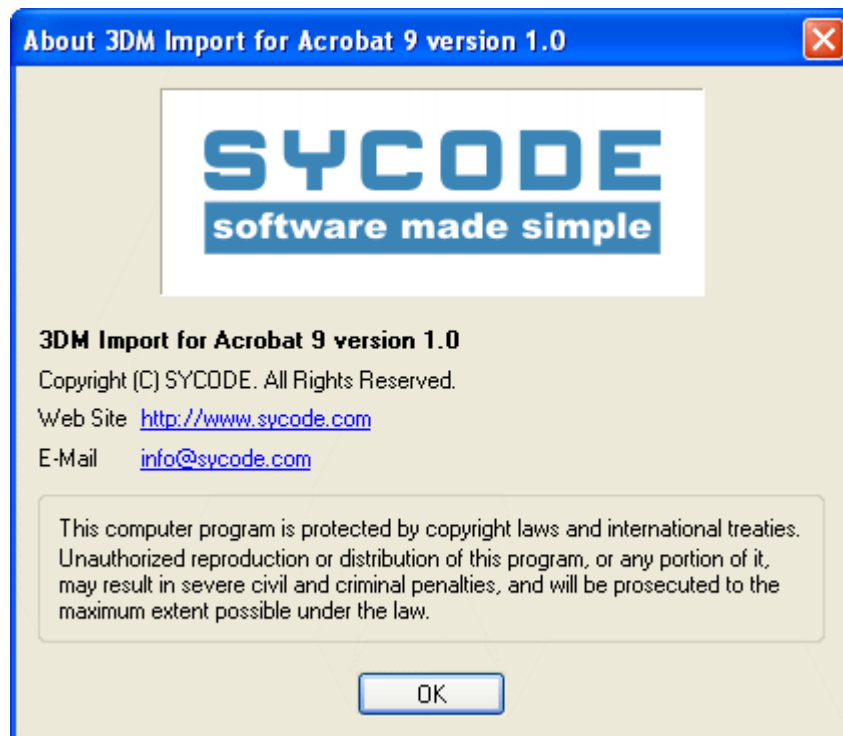 About 3DM Import for Acrobat 9 version 1.0
SYCODE
software made simple
3DM Import for Acrobat 9 version 1.0
Copyright (C) SYCODE. All Rights Reserved.
Web Site http://www.sycode.com
E-Mail info@sycode.com
This computer program is protected by copyright laws and international treaties.
Unauthorized reproduction or distribution of this program, or any portion of it,
may result in severe civil and criminal penalties, and will be prosecuted to the
maximum extent possible under the law.
OK